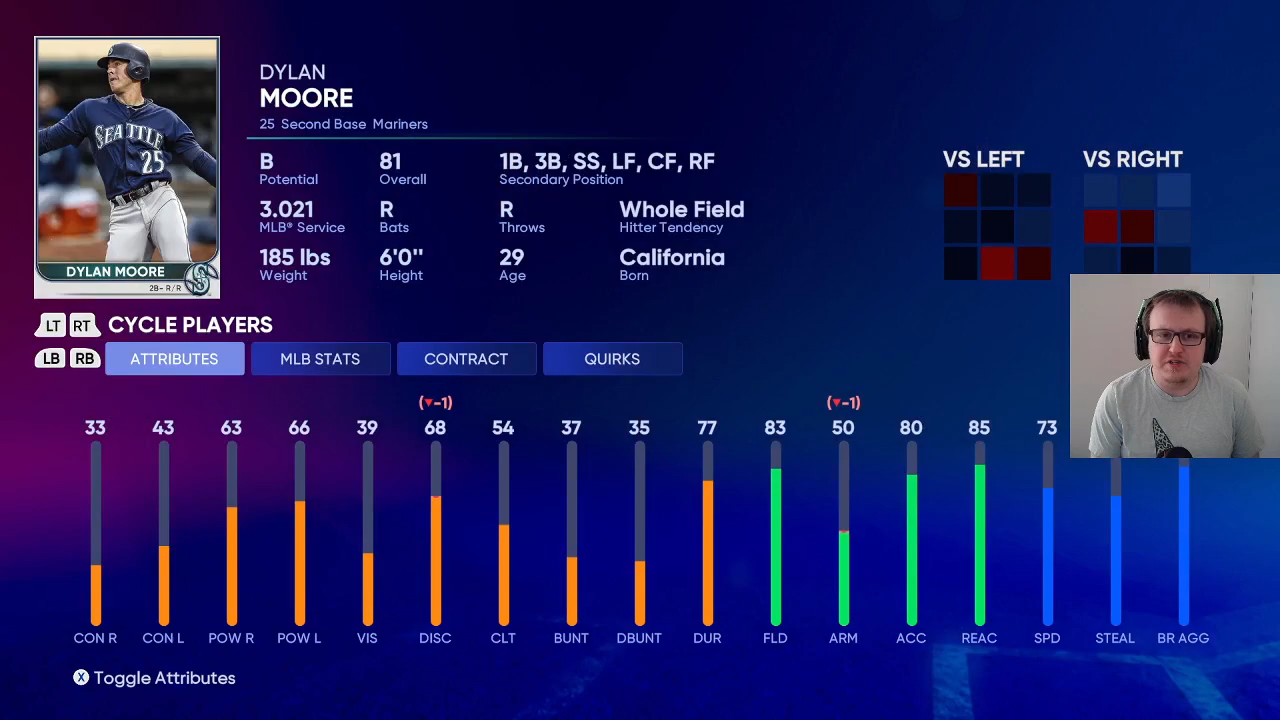 DYLAN
MOORE
25 Second Base Mariners
B 81 1B, 3B, SS, LF, CF, RF
Potential Overall Secondary Position
3.021 R R Whole Field
MLB® Service Bats Throws Hitter Tendency
185 lbs 6'0" 29 California
Weight Height Age Born
VS LEFT VS RIGHT
SEATTLE
25
DYLAN MOORE
2B- R/R
LT RT CYCLE PLAYERS
LB RB ATTRIBUTES MLB STATS CONTRACT QUIRKS
(▼-1) (▼-1)
33 43 63 66 39 68 54 37 35 77 83 50 80 85 73
CON R CON L POW R POW L VIS DISC CLT BUNT DBUNT DUR FLD ARM ACC REAC SPD STEAL BR AGG
X Toggle Attributes